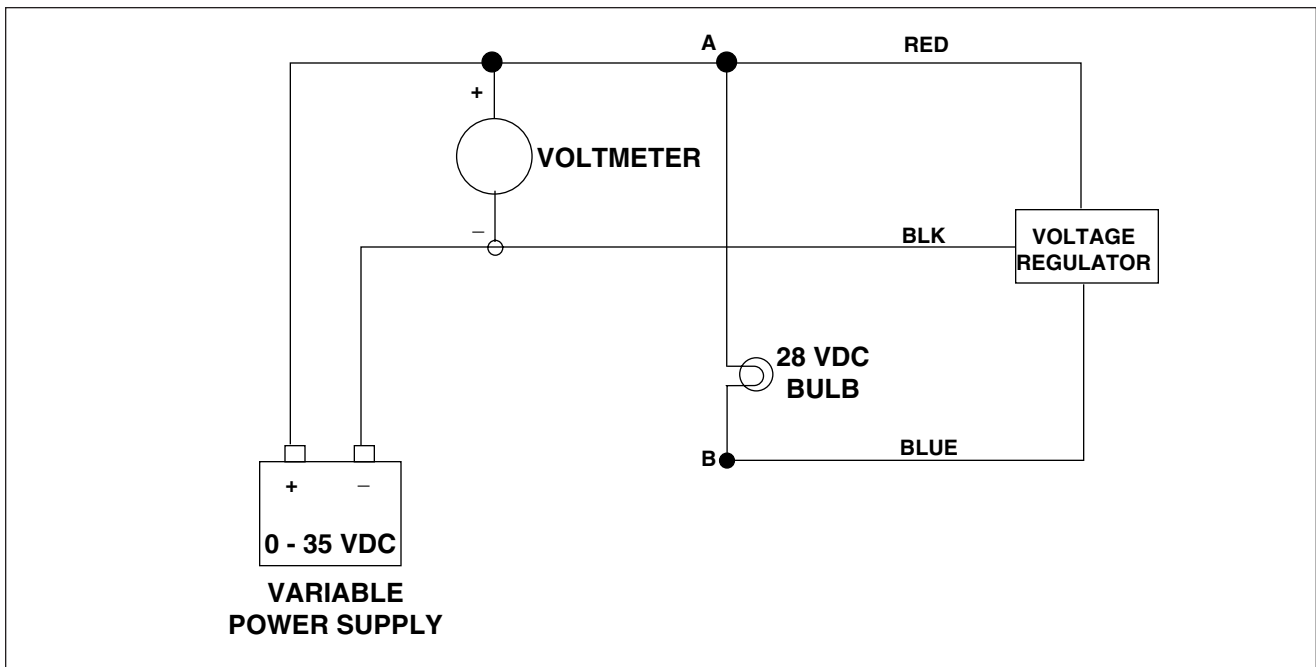 A
RED
+
VOLTMETER
–
BLK
VOLTAGE
REGULATOR
28 VDC
BULB
B
BLUE
+ –
0 - 35 VDC
VARIABLE
POWER SUPPLY